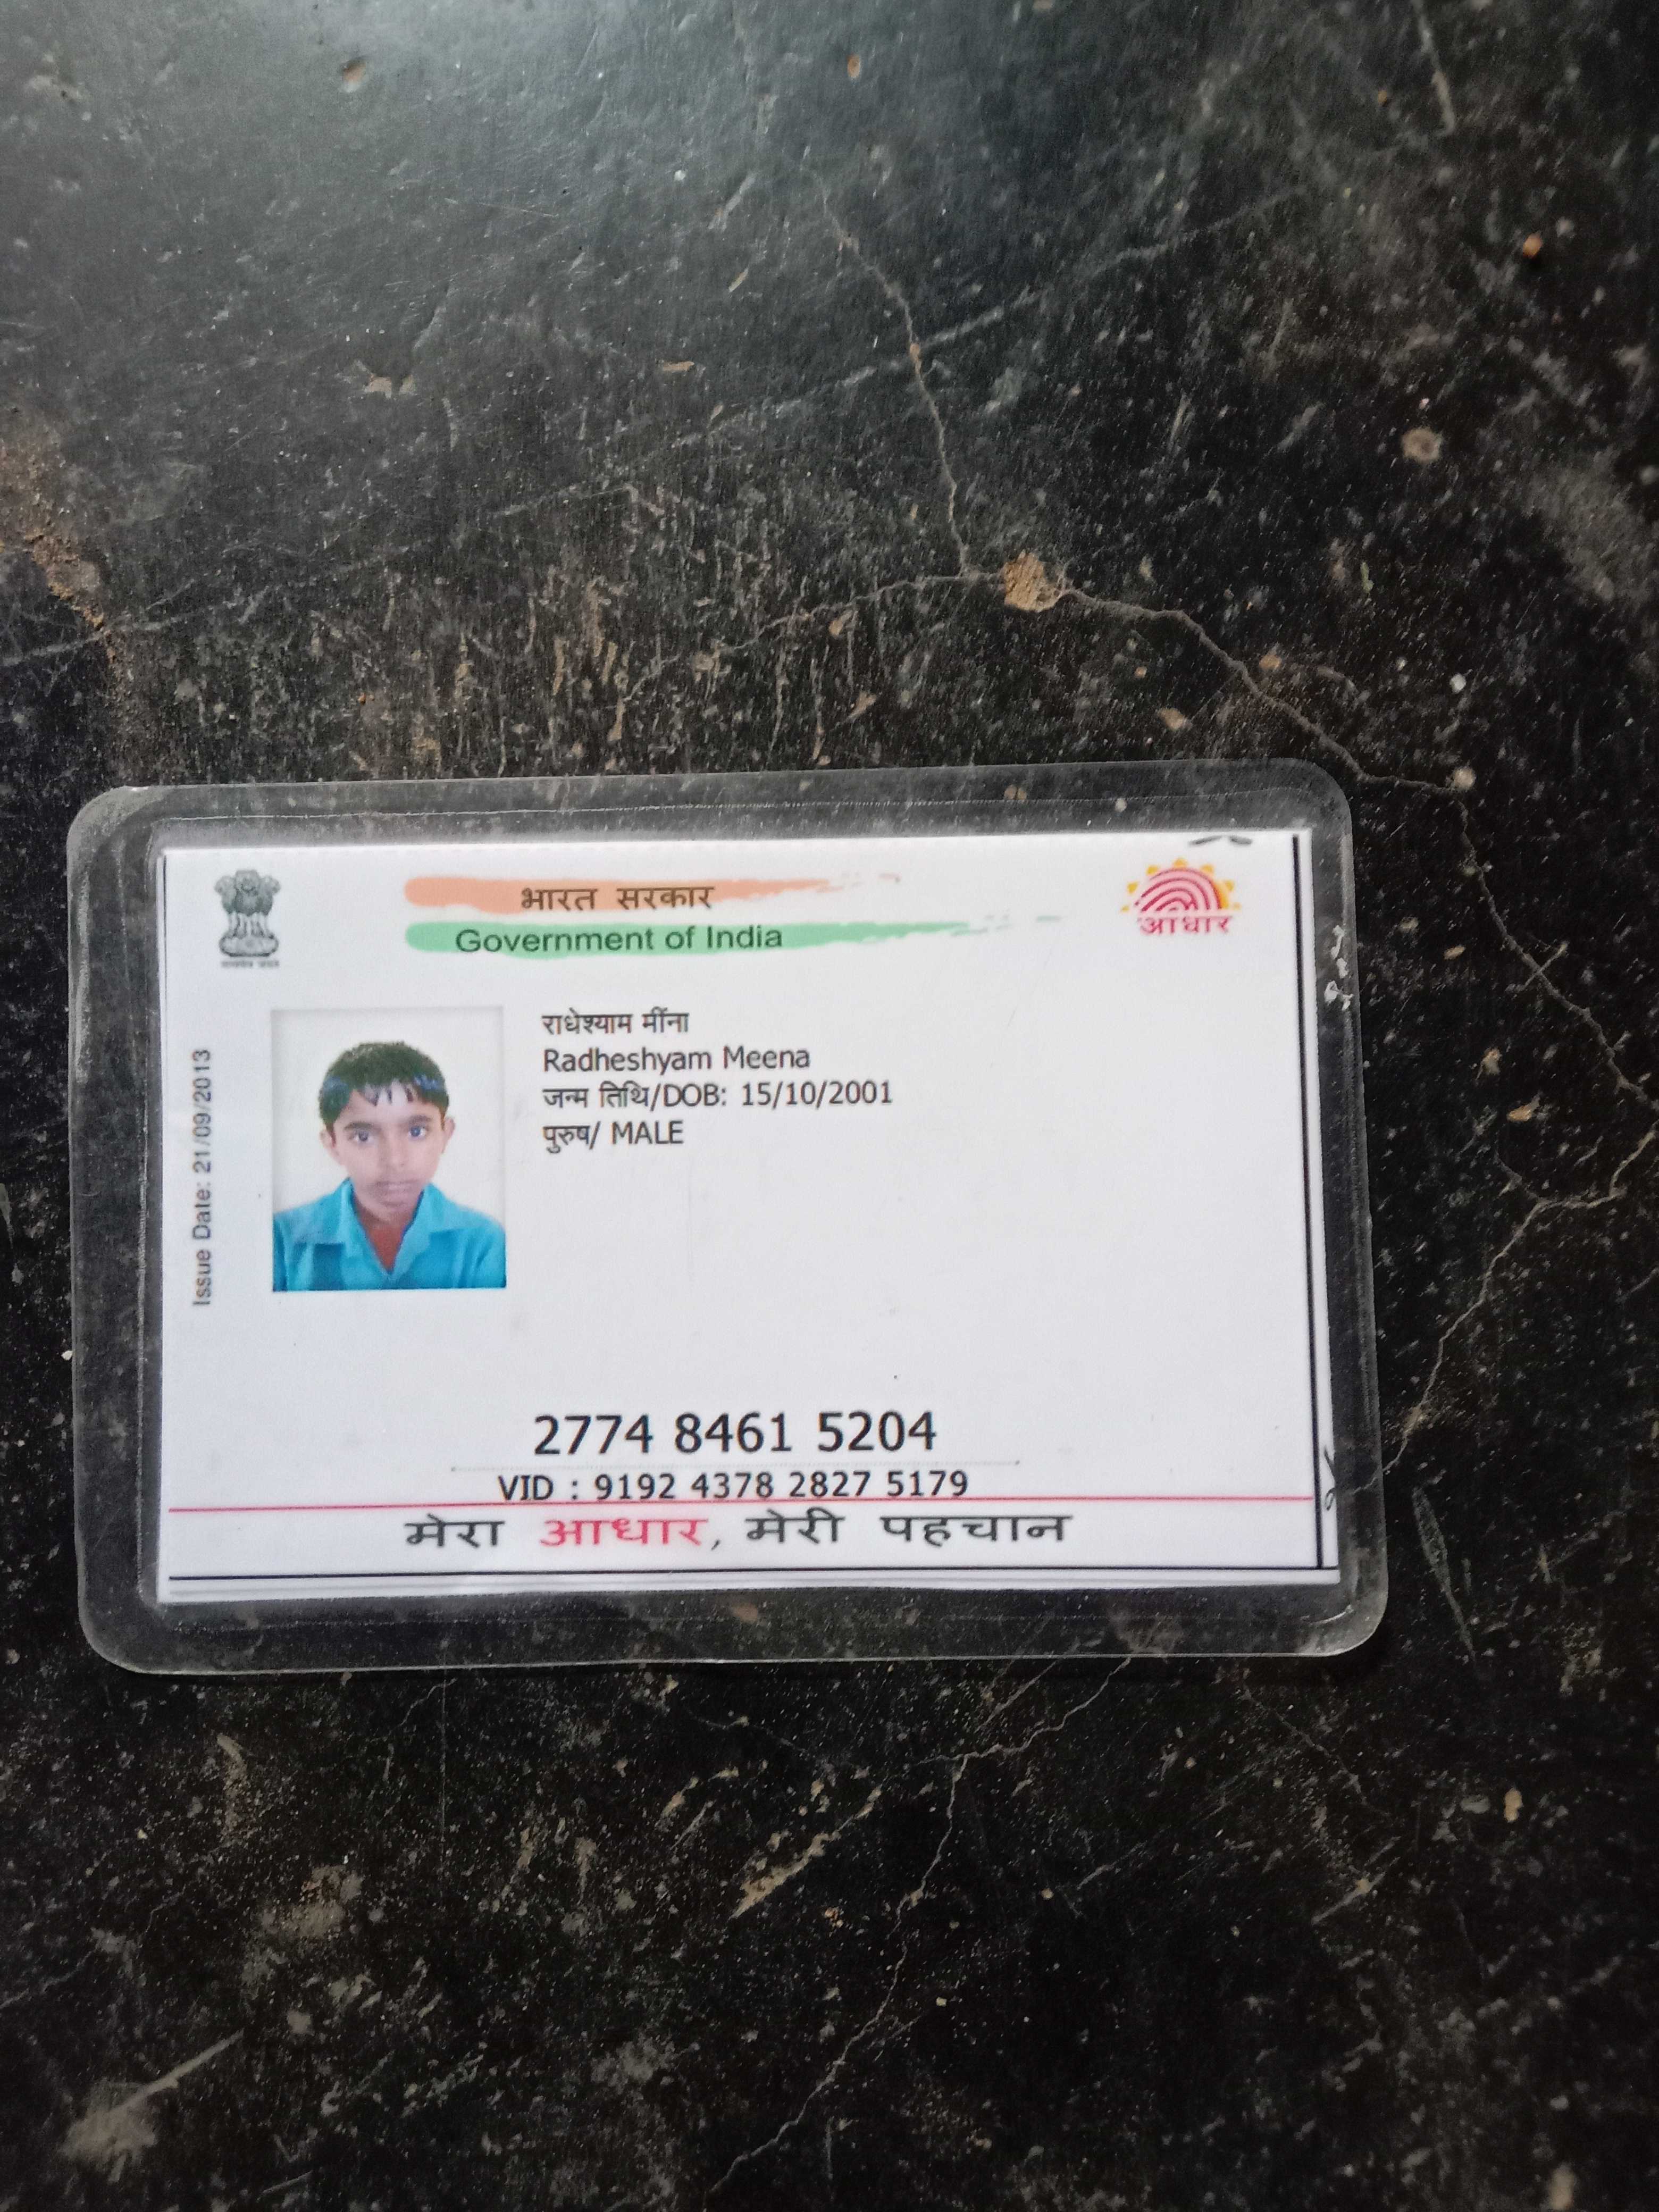 भारत सरकार
Government of India
आधार
Issue Date: 21/09/2013
राधेश्याम मींना
Radheshyam Meena
जन्म तिथि/DOB: 15/10/2001
पुरुष/ MALE
2774 8461 5204
VID : 9192 4378 2827 5179
मेरा आधार, मेरी पहचान